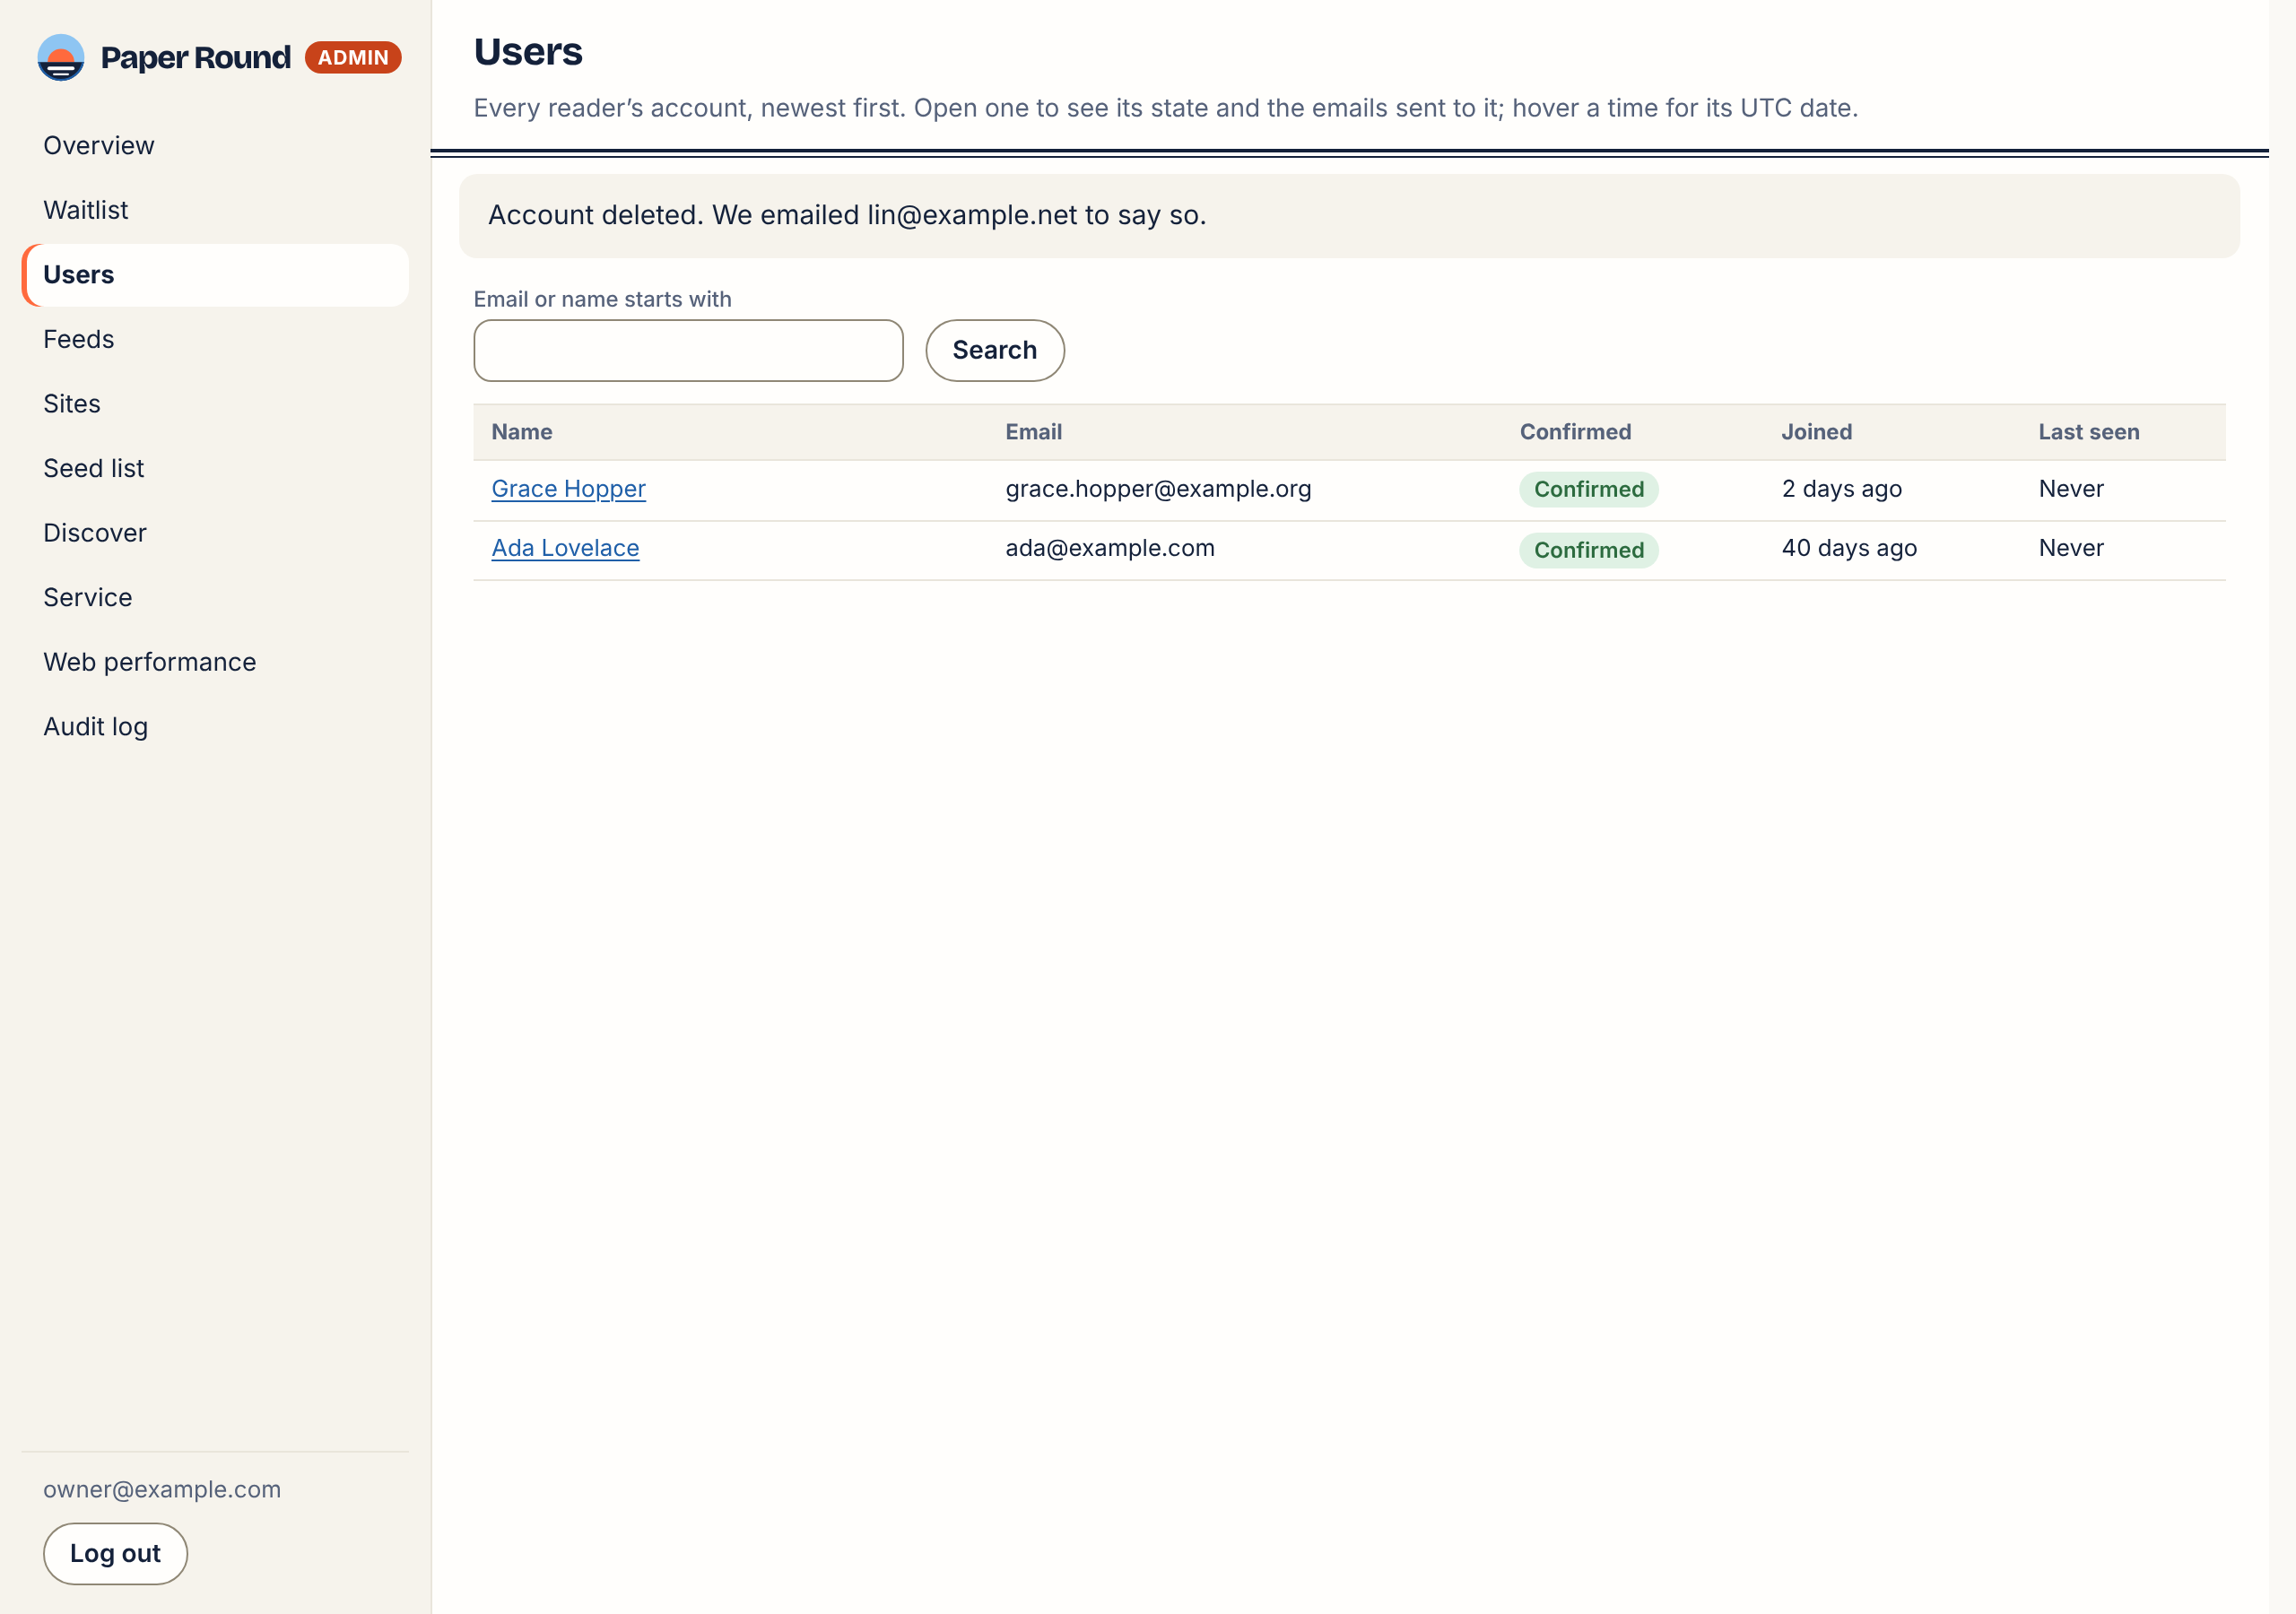 Paper Round ADMIN
Overview
Waitlist
Users
Feeds
Sites
Seed list
Discover
Service
Web performance
Audit log
owner@example.com
Log out
Users
Every reader’s account, newest first. Open one to see its state and the emails sent to it; hover a time for its UTC date.
Account deleted. We emailed lin@example.net to say so.
Email or name starts with
Search
Name Email Confirmed Joined Last seen
Grace Hopper grace.hopper@example.org Confirmed 2 days ago Never
Ada Lovelace ada@example.com Confirmed 40 days ago Never